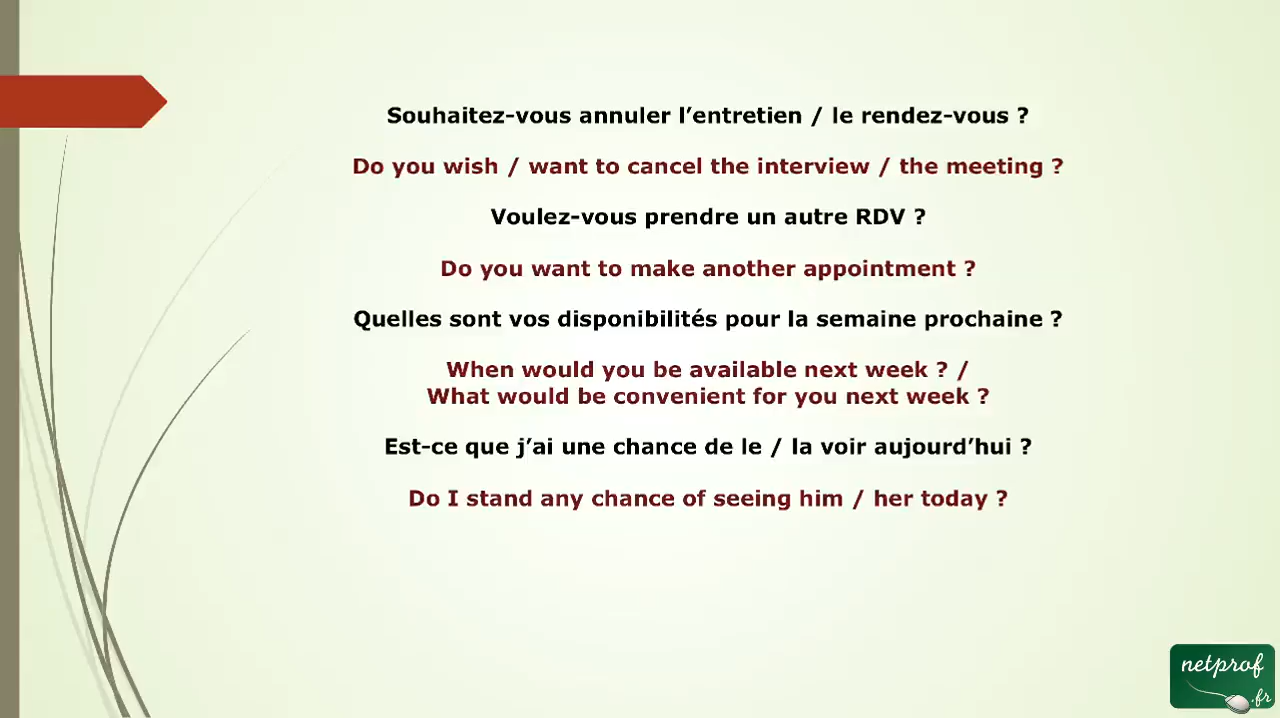 Souhaitez-vous annuler l’entretien / le rendez-vous ?
Do you wish / want to cancel the interview / the meeting ?
Voulez-vous prendre un autre RDV ?
Do you want to make another appointment ?
Quelles sont vos disponibilités pour la semaine prochaine ?
When would you be available next week ? /
What would be convenient for you next week ?
Est-ce que j’ai une chance de le / la voir aujourd’hui ?
Do I stand any chance of seeing him / her today ?
netprof
.fr